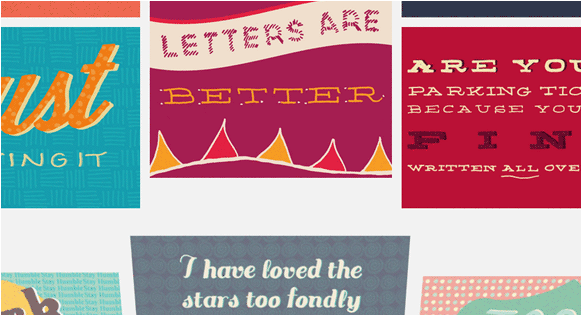 LETTERS ARE
BETTER
ust
TING IT
ARE YOU
PARKING TIC
BECAUSE YOU
FIN
WRITTEN ALL OVE
I have loved the
stars too fondly